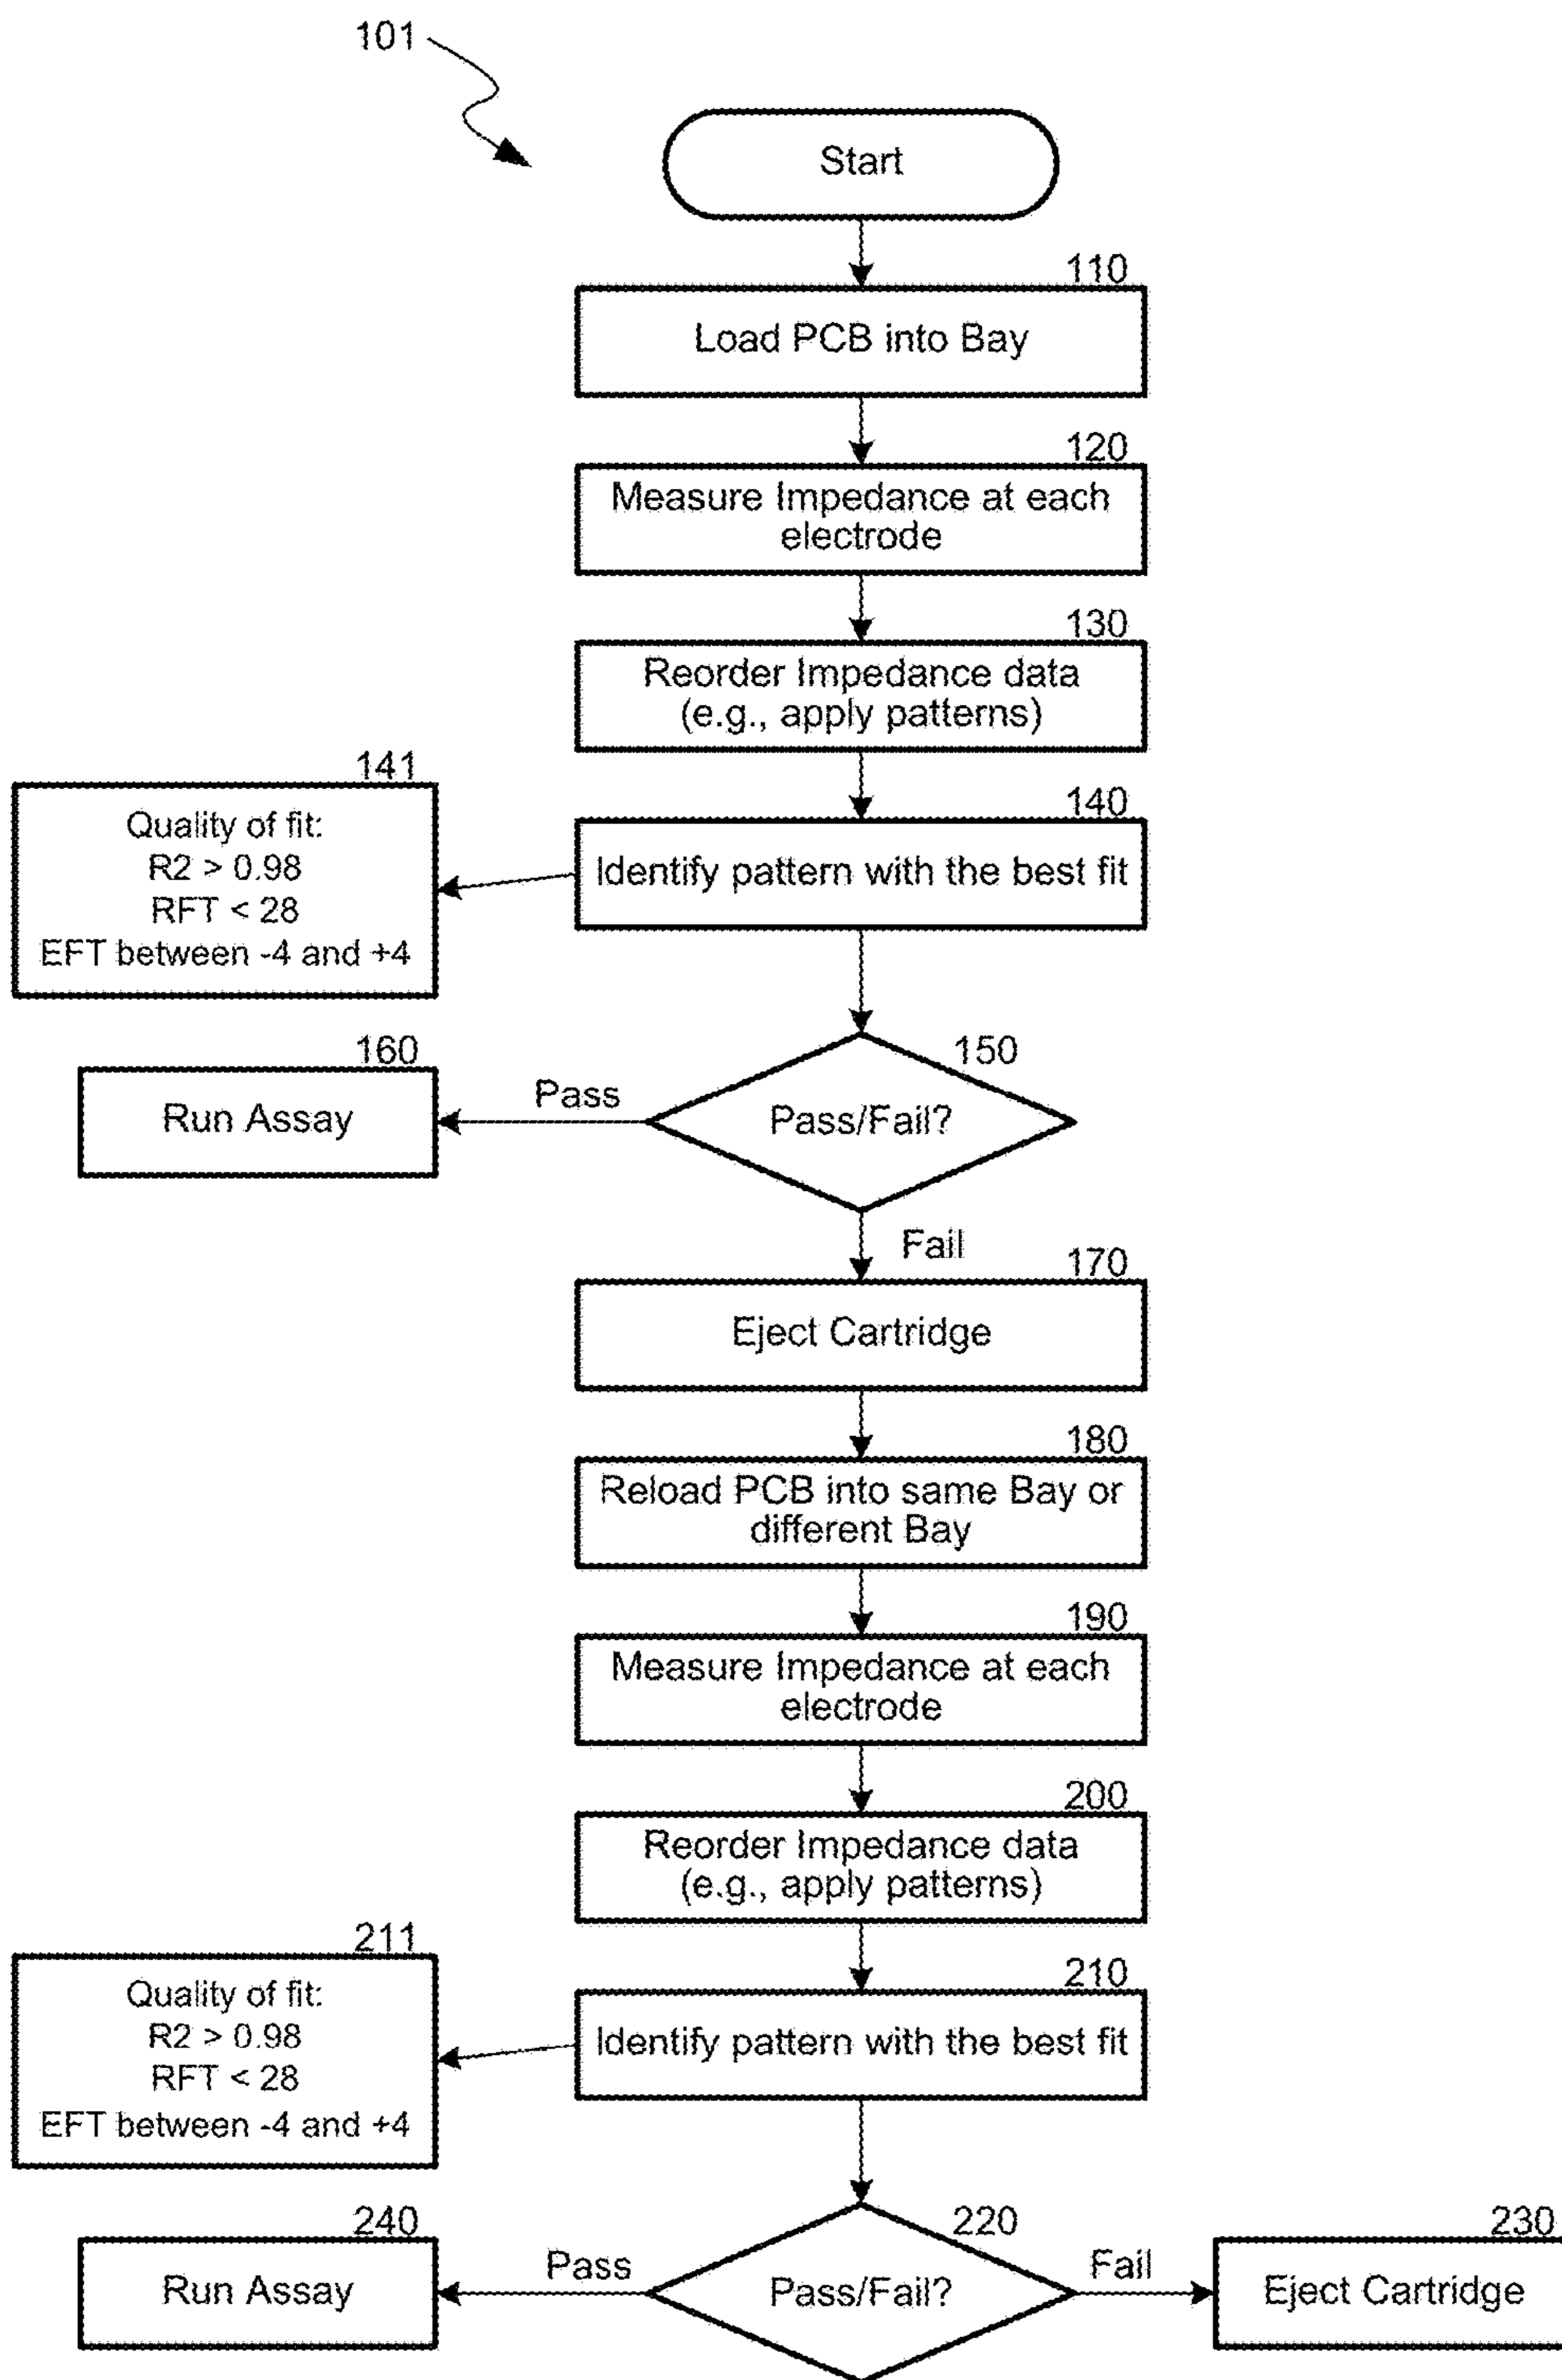 101
Start
110
Load PCB into Bay
120
Measure Impedance at each
electrode
130
Reorder Impedance data
(e.g., apply patterns)
141
Quality of fit:
R2 > 0.98
RFT < 28
EFT between -4 and +4
140
Identify pattern with the best fit
160
Run Assay
Pass
150
Pass/Fail?
Fail
170
Eject Cartridge
180
Reload PCB into same Bay or
different Bay
190
Measure Impedance at each
electrode
200
Reorder Impedance data
(e.g., apply patterns)
211
Quality of fit:
R2 > 0.98
RFT < 28
EFT between -4 and +4
210
Identify pattern with the best fit
240
Run Assay
Pass
220
Pass/Fail?
Fail
230
Eject Cartridge